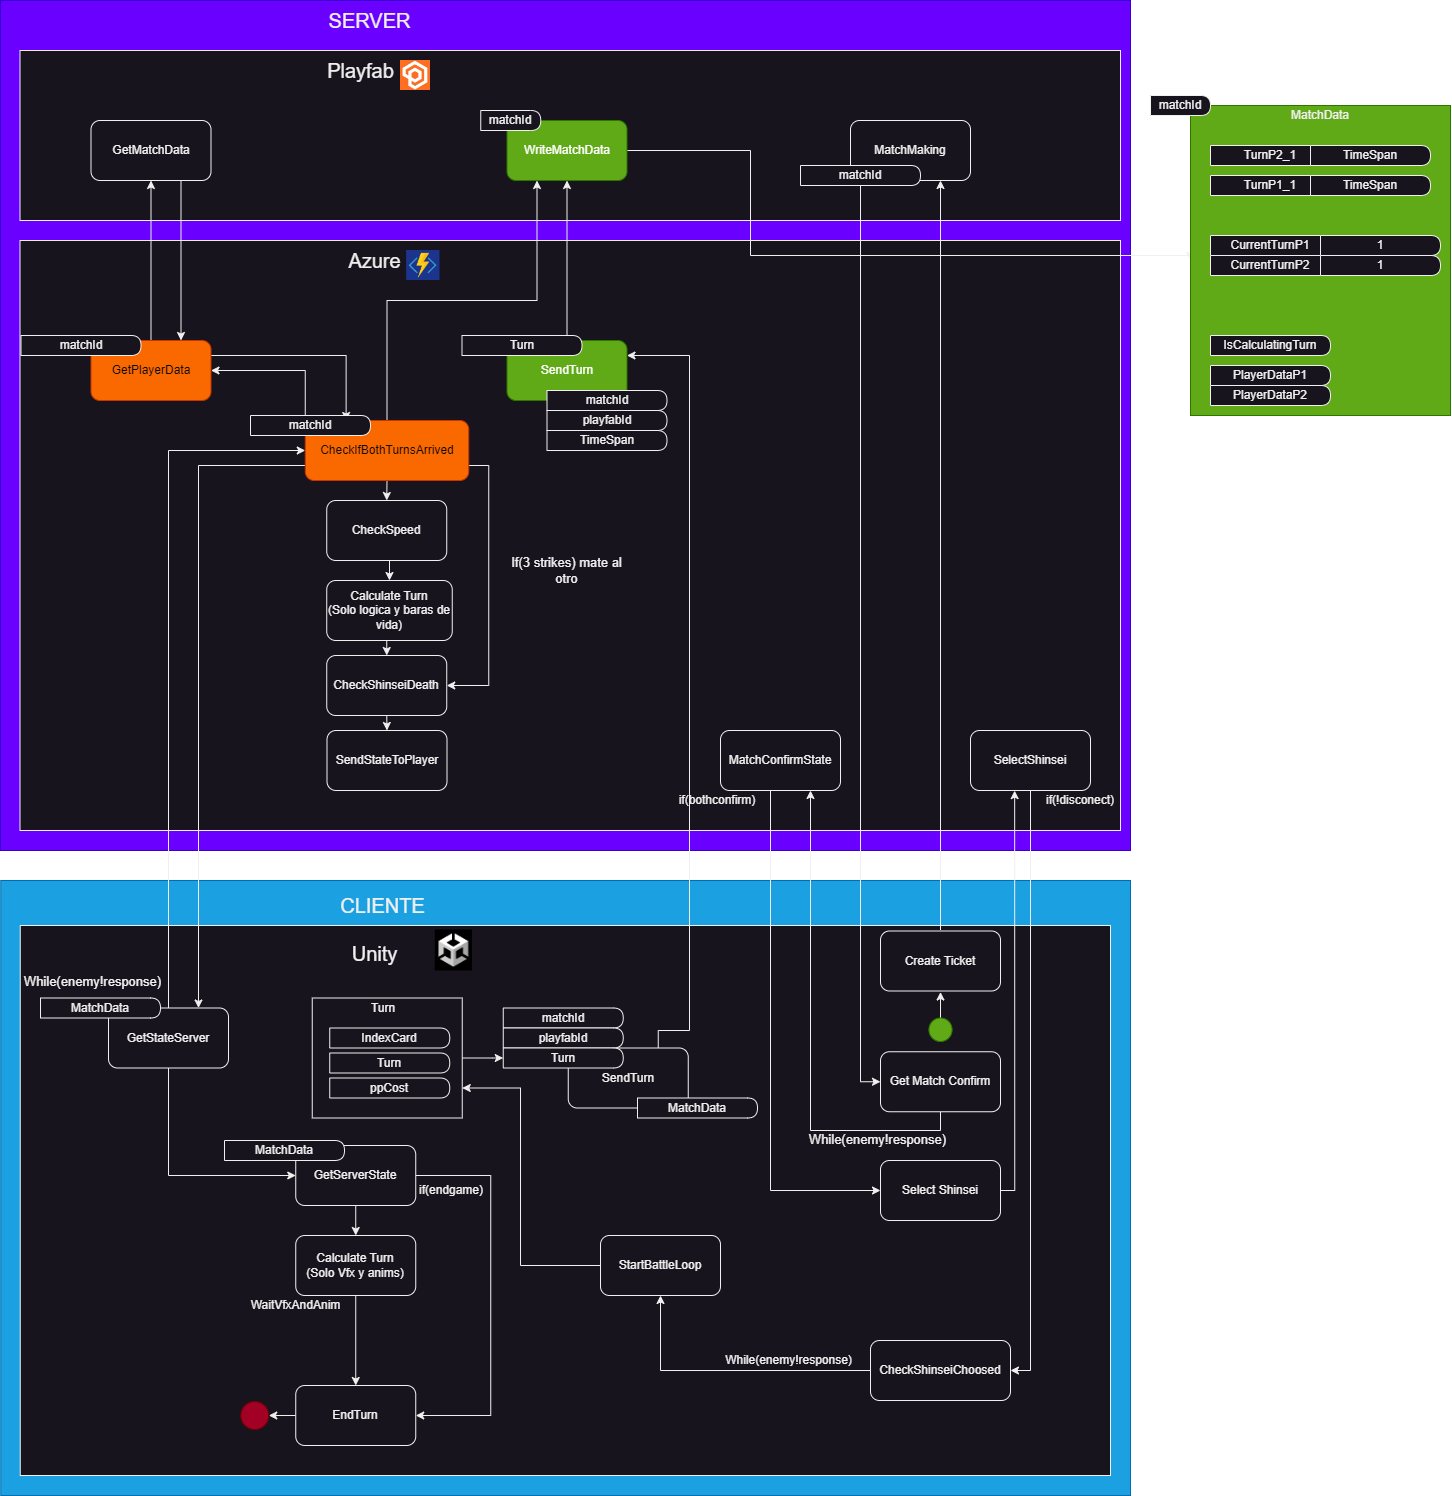 SERVER
Playfab
matchId
GetMatchData
WriteMatchData
MatchMaking
matchId
matchId
MatchData
TurnP2_1
TimeSpan
TurnP1_1
TimeSpan
CurrentTurnP1
1
CurrentTurnP2
1
IsCalculatingTurn
PlayerDataP1
PlayerDataP2
Azure
matchId
GetPlayerData
Turn
SendTurn
matchId
playfabId
TimeSpan
matchId
CheckIfBothTurnsArrived
CheckSpeed
If(3 strikes) mate al
otro
Calculate Turn
(Solo logica y baras de
vida)
CheckShinseiDeath
SendStateToPlayer
MatchConfirmState
if(bothconfirm)
SelectShinsei
if(!disconect)
CLIENTE
Unity
While(enemy!response)
MatchData
GetStateServer
Turn
IndexCard
Turn
ppCost
matchId
playfabId
Turn
SendTurn
MatchData
Create Ticket
Get Match Confirm
While(enemy!response)
Select Shinsei
MatchData
GetServerState
if(endgame)
Calculate Turn
(Solo Vfx y anims)
WaitVfxAndAnim
StartBattleLoop
While(enemy!response)
CheckShinseiChoosed
EndTurn